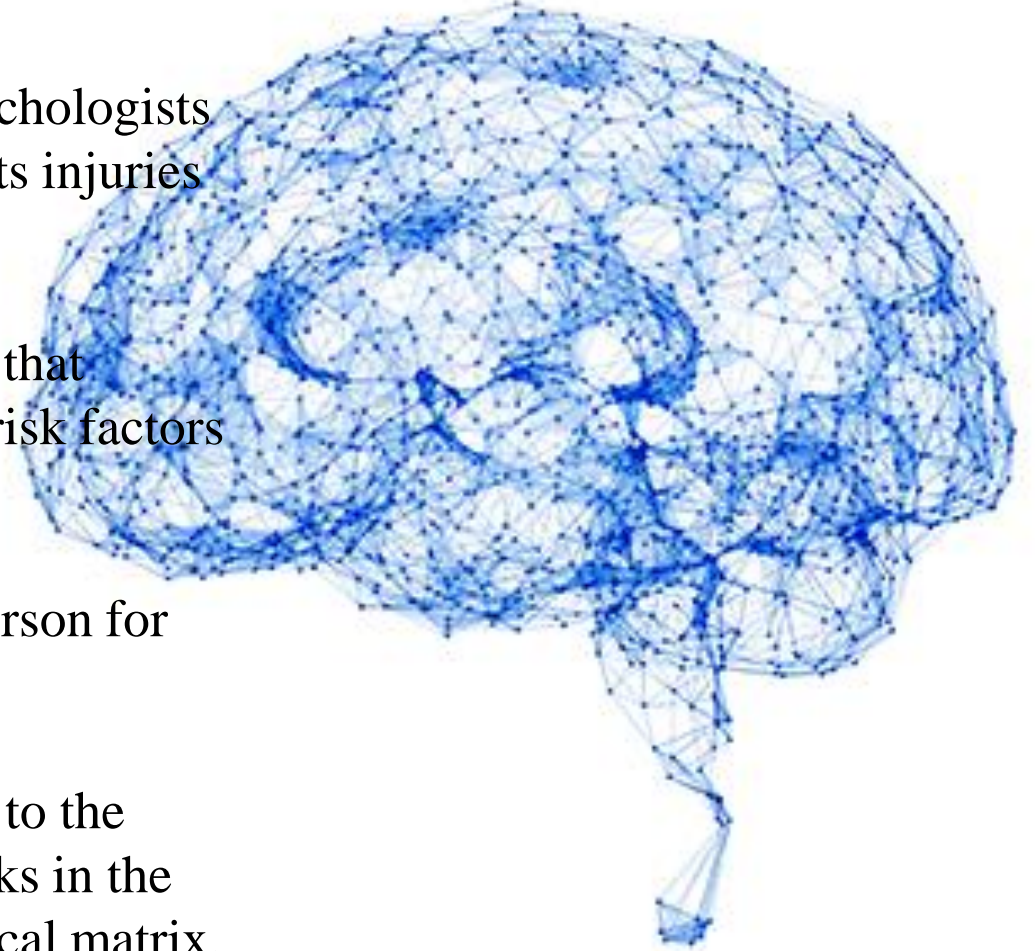 chologists
ts injuries
that
risk factors
rson for
to the
ks in the
cal matrix